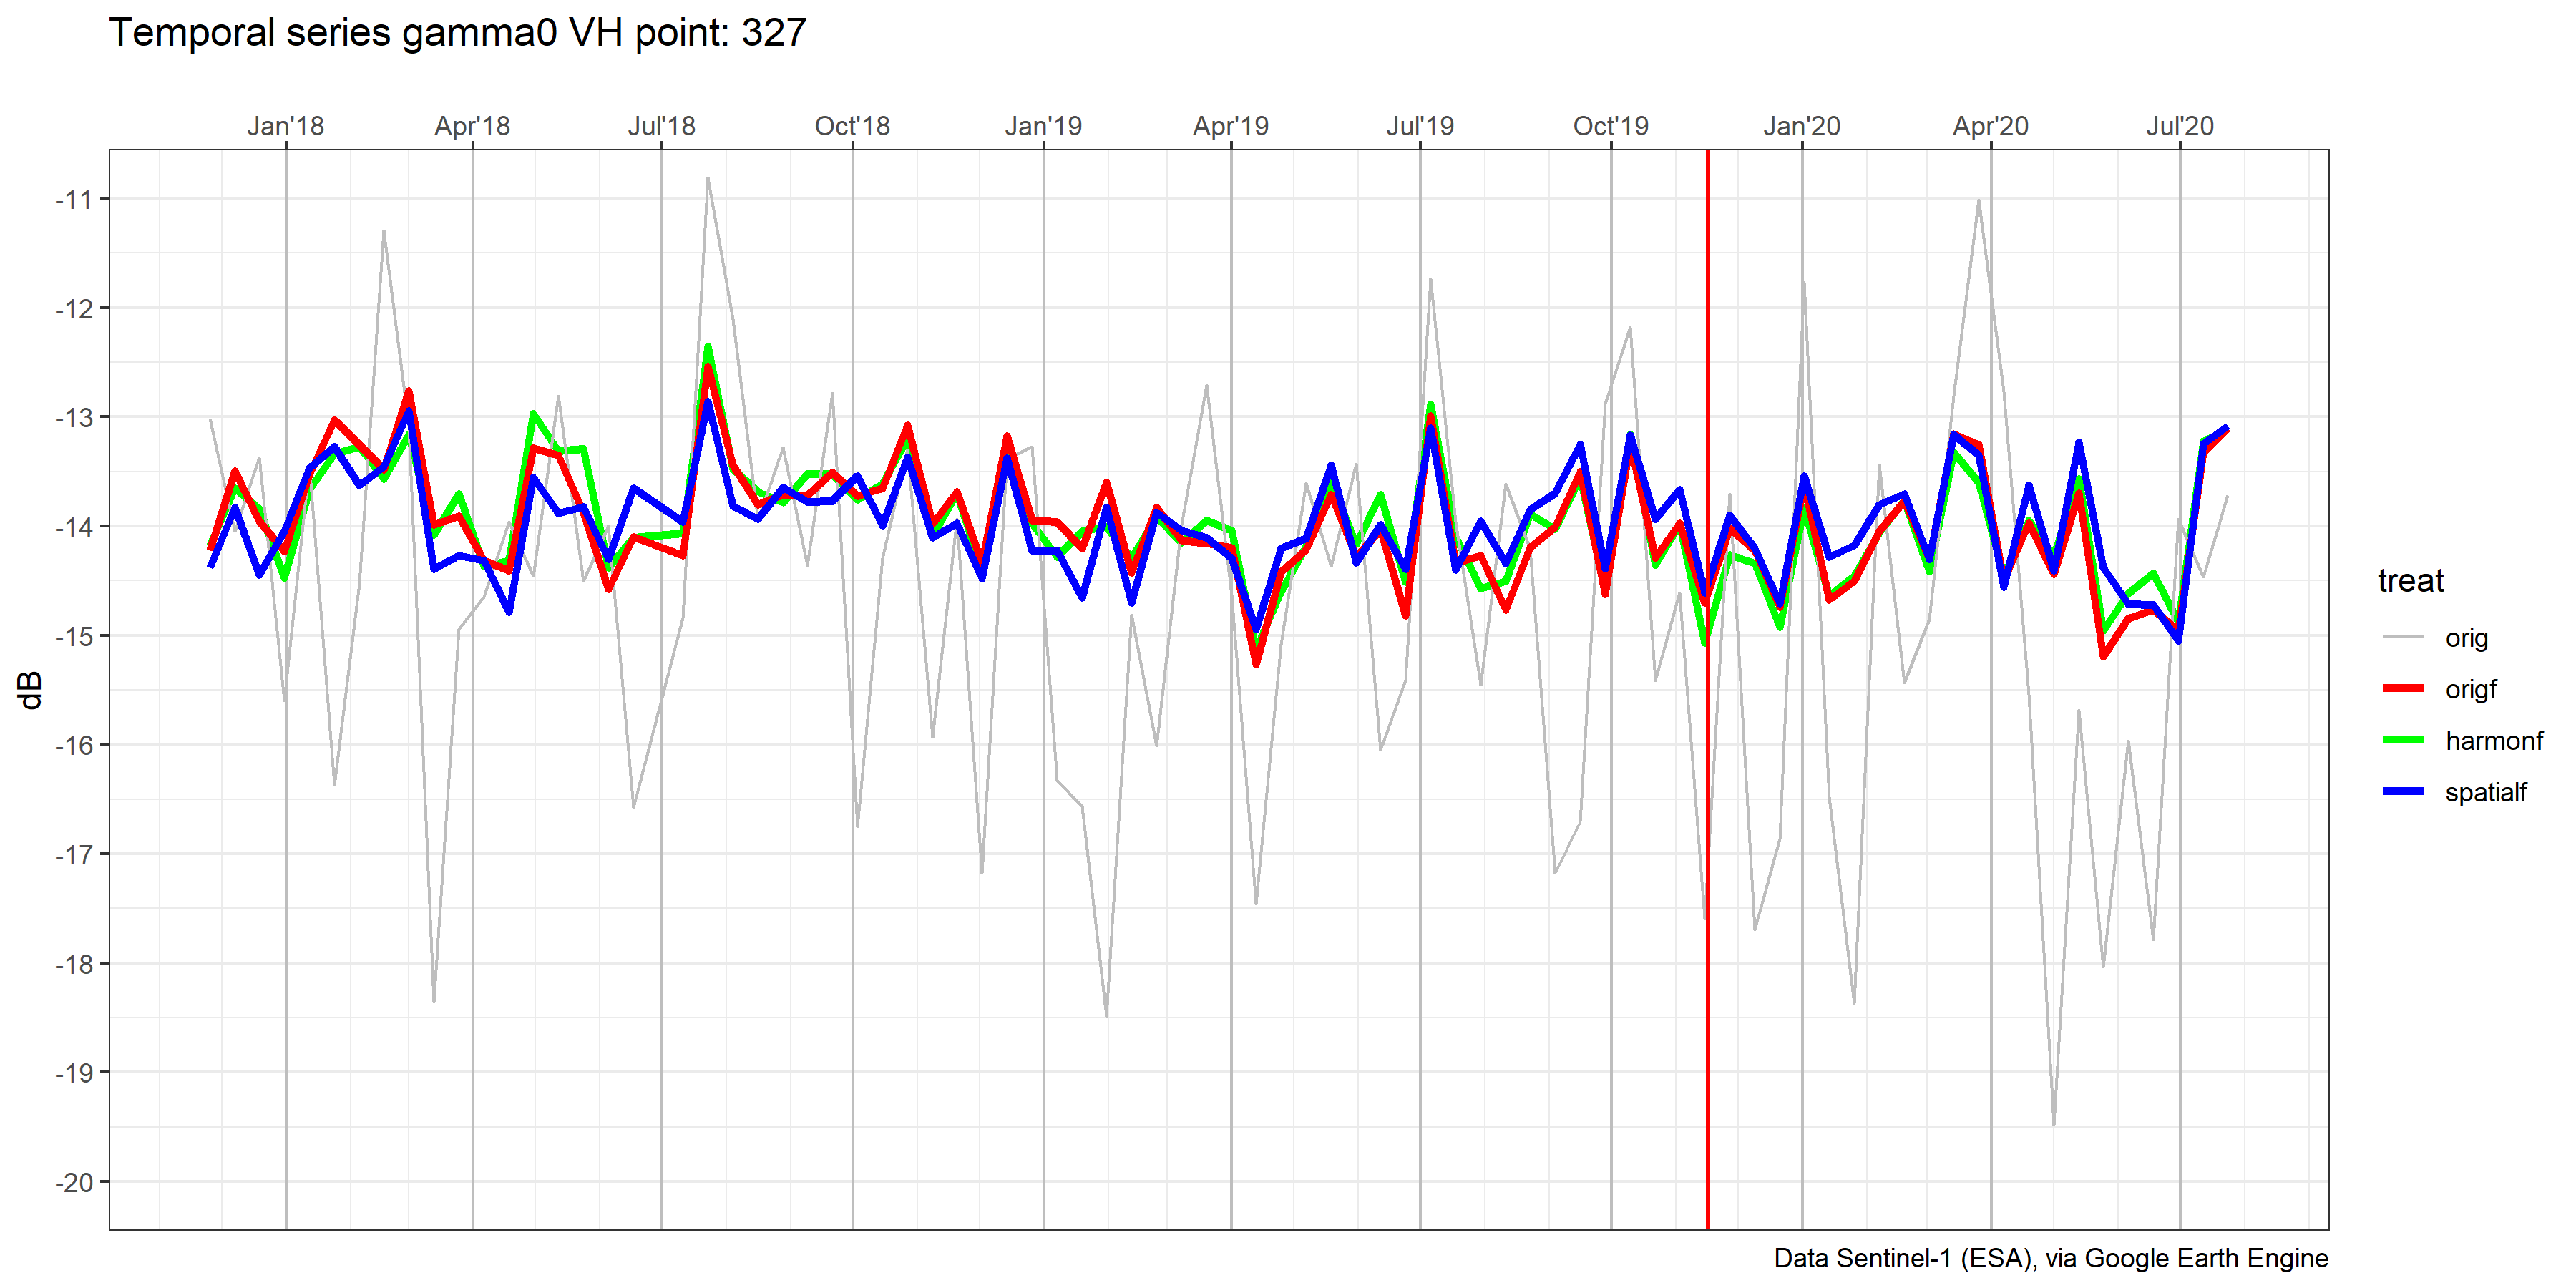 Temporal series gamma0 VH point: 327
Jan'18 Apr'18 Jul'18 Oct'18 Jan'19 Apr'19 Jul'19 Oct'19 Jan'20 Apr'20 Jul'20
-11
-12
-13
-14
-15
-16
-17
-18
-19
-20
dB
treat
orig
origf
harmonf
spatialf
Data Sentinel-1 (ESA), via Google Earth Engine